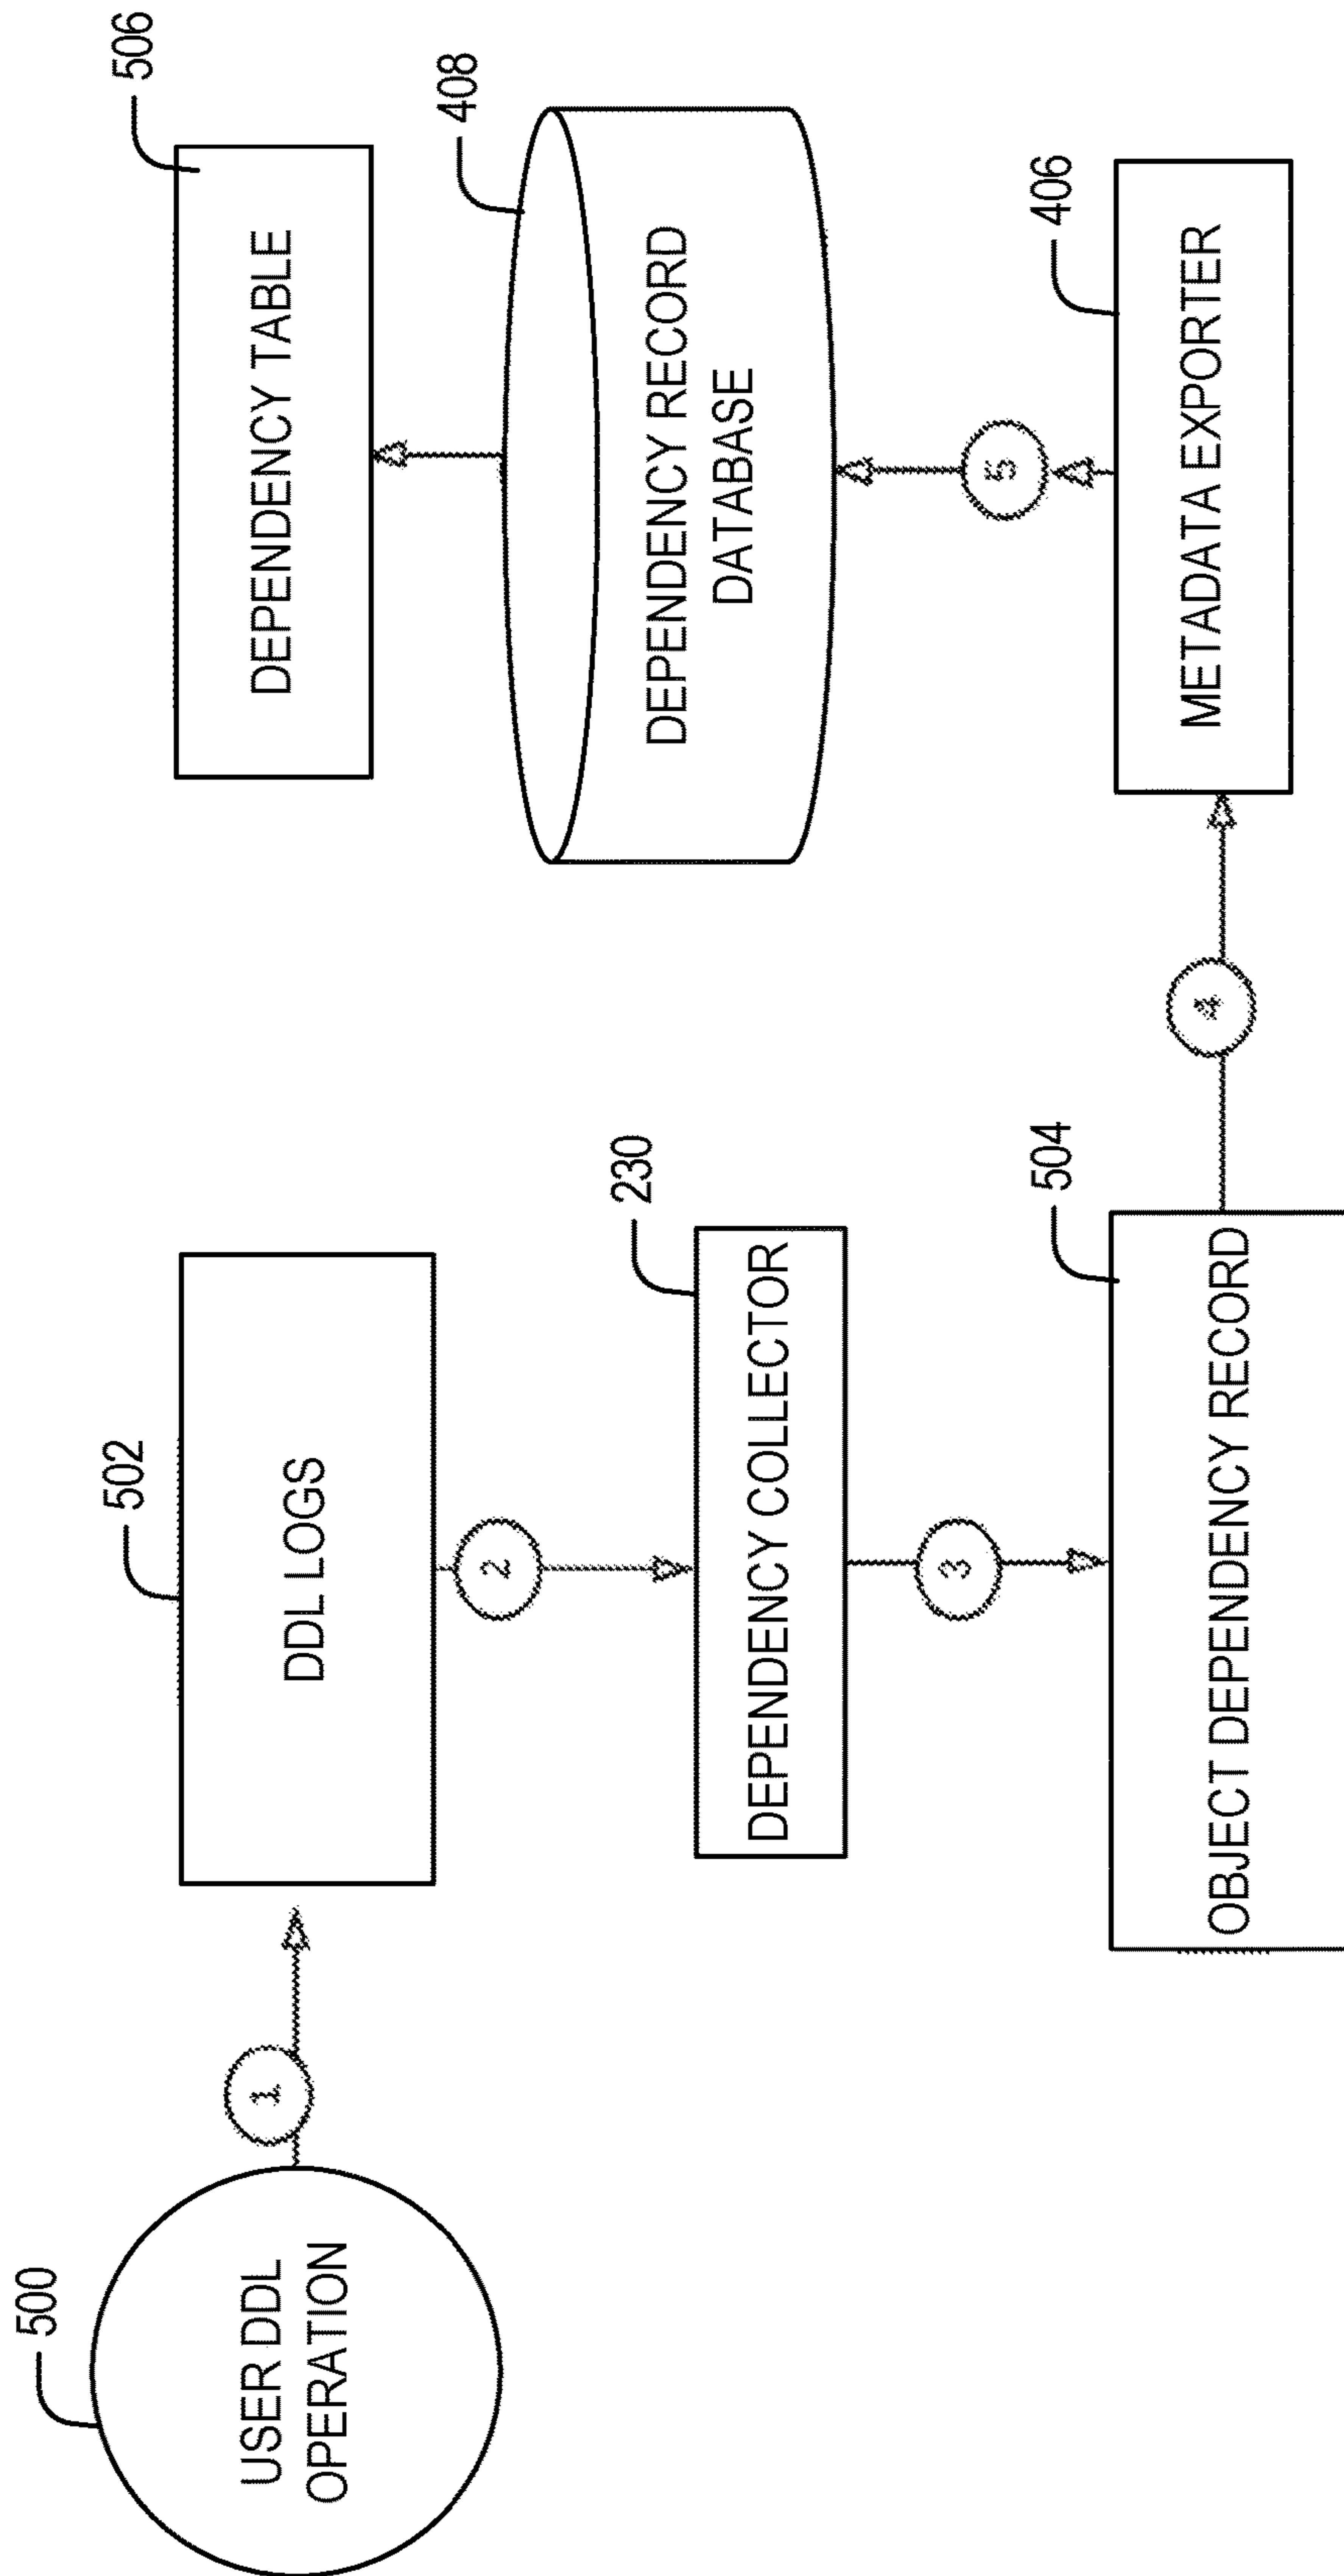 500
USER DDL
OPERATION
1
502
DDL LOGS
2
230
DEPENDENCY COLLECTOR
3
504
OBJECT DEPENDENCY RECORD
4
406
METADATA EXPORTER
5
408
DEPENDENCY RECORD
DATABASE
506
DEPENDENCY TABLE